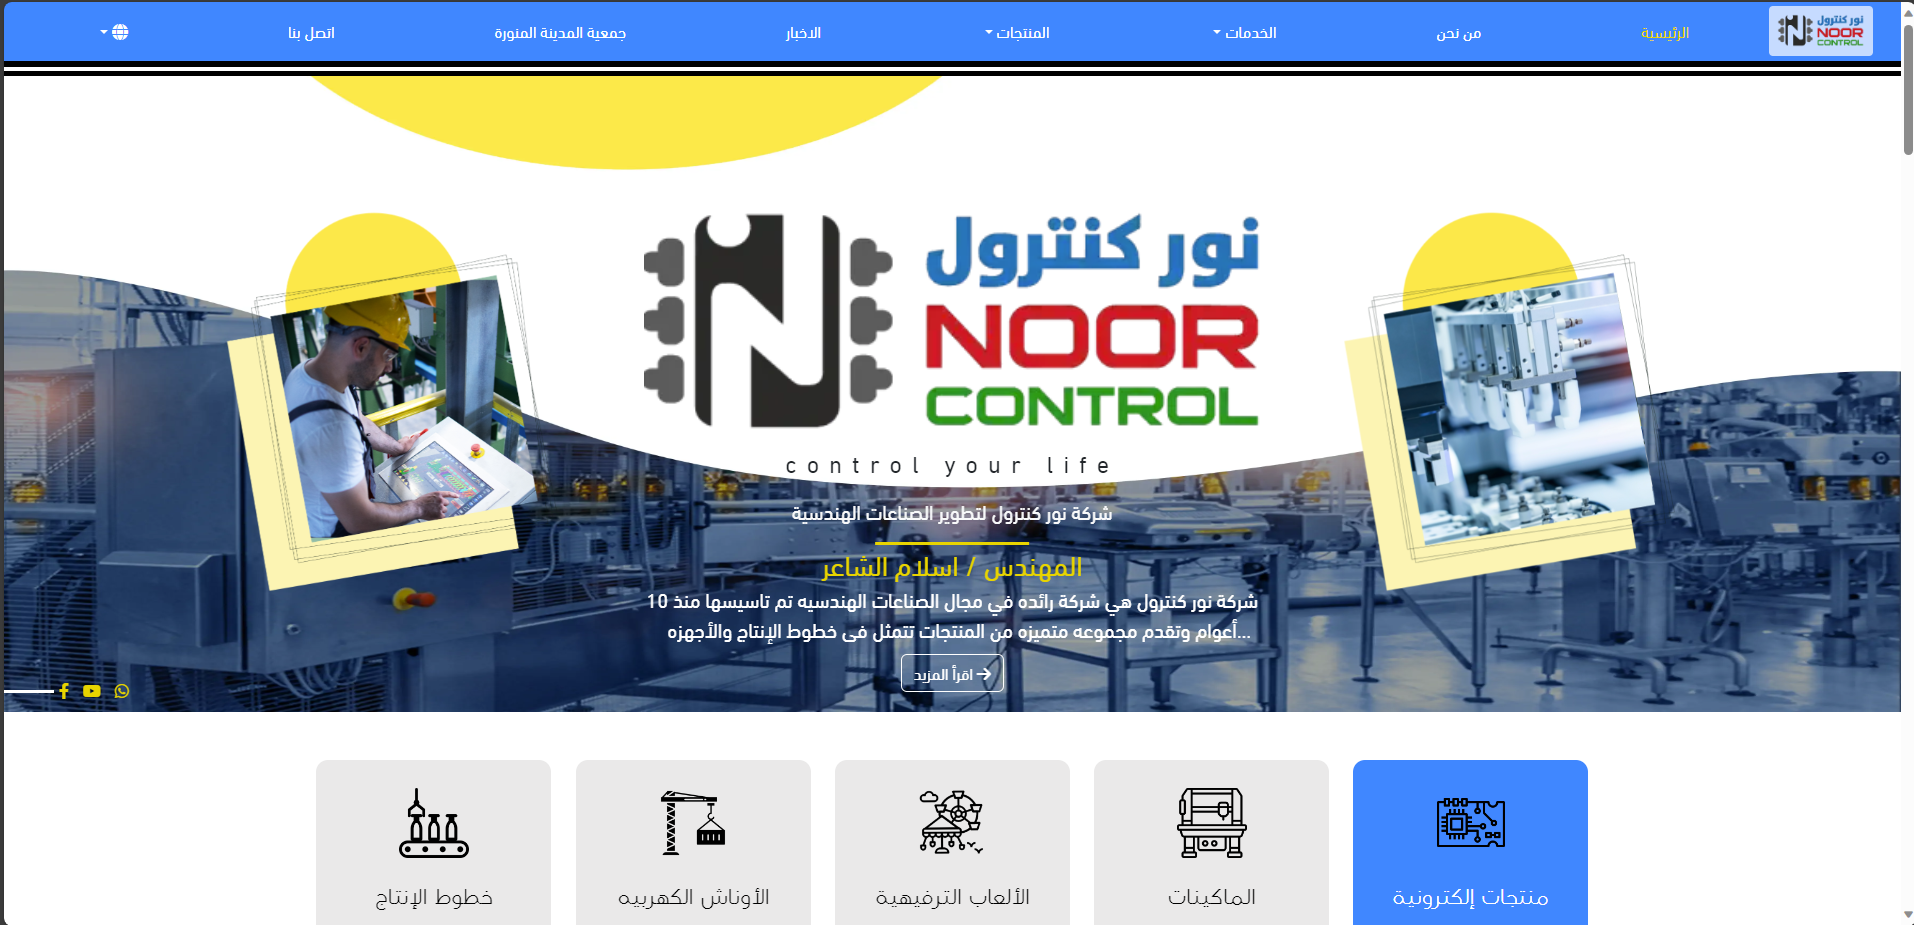 نور كنترول
NOOR
CONTROL
الرئيسية
من نحن
الخدمات
المنتجات
الاخبار
جمعية المدينة المنورة
اتصل بنا
نور كنترول
NOOR
CONTROL
control your life
شركة نور كنترول لتطوير الصناعات الهندسية
المهندس / اسلام الشاعر
شركة نور كنترول هي شركة رائده في مجال الصناعات الهندسيه تم تاسيسها منذ 10
أعوام وتقدم مجموعه متميزه من المنتجات تتمثل فى خطوط الإنتاج والأجهزه...
اقرأ المزيد
منتجات إلكترونية
الماكينات
الألعاب الترفيهية
الأوناش الكهربيه
خطوط الإنتاج